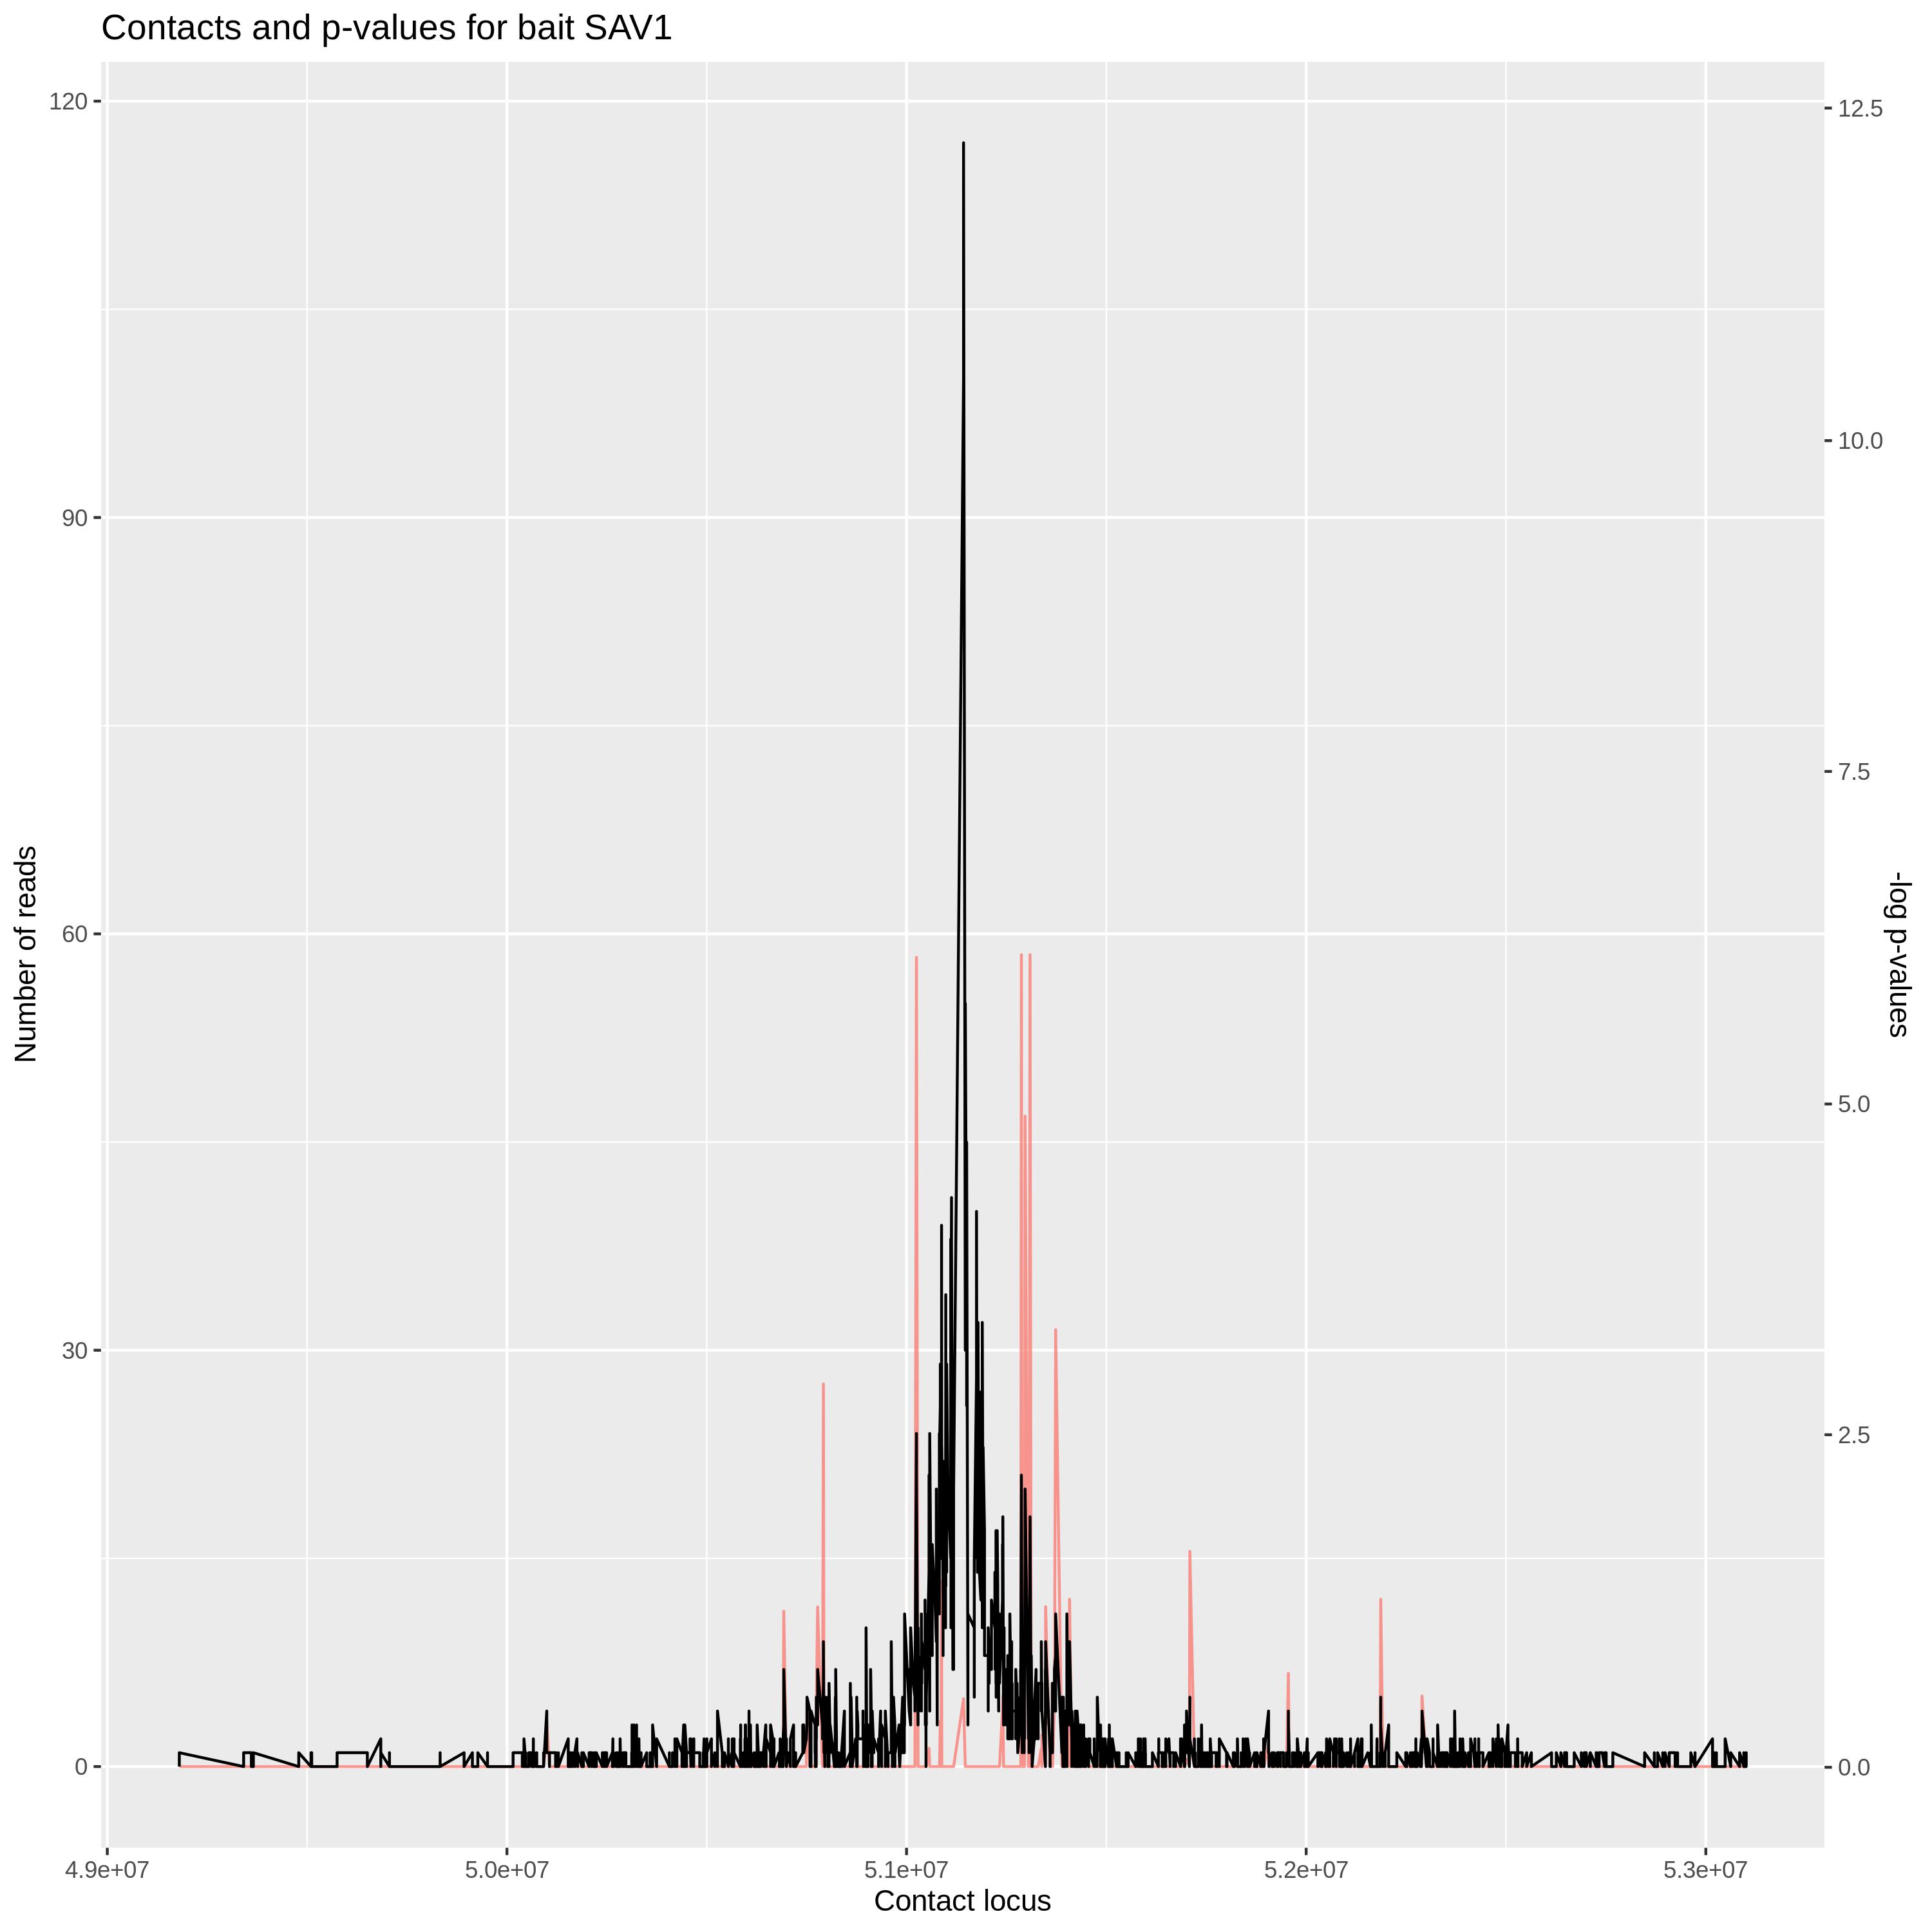 Contacts and p-values for bait SAV1
120
90
60
30
0
12.5
10.0
7.5
5.0
2.5
0.0
Number of reads
-log p-values
4.9e+07 5.0e+07 5.1e+07 5.2e+07 5.3e+07
Contact locus